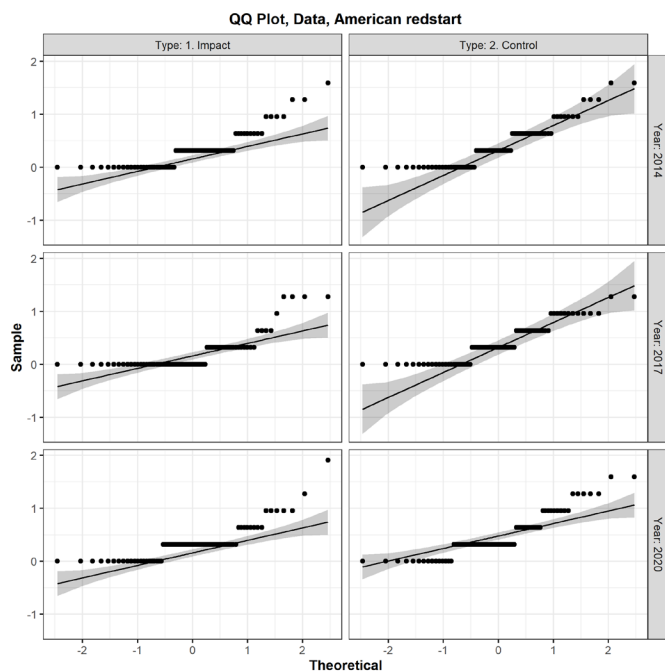 QQ Plot, Data, American redstart
Type: 1. Impact
Type: 2. Control
2
1
0
-1
Year: 2014
2
1
0
-1
Year: 2017
Sample
2
1
0
-1
Year: 2020
-2 -1 0 1 2
-2 -1 0 1 2
Theoretical